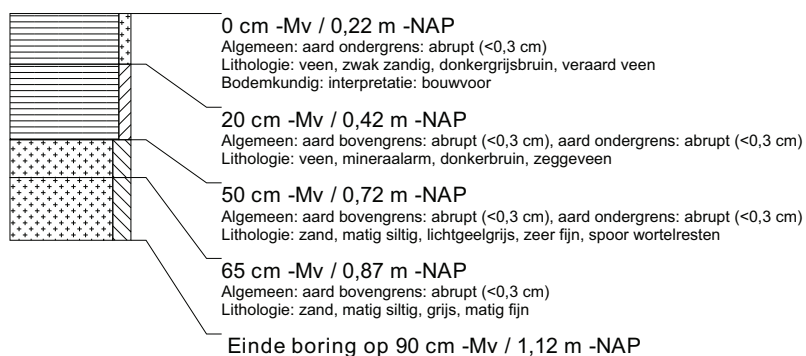 0 cm -Mv / 0,22 m -NAP
Algemeen: aard ondergrens: abrupt (<0,3 cm)
Lithologie: veen, zwak zandig, donkergrijsbruin, veraard veen
Bodemkundig: interpretatie: bouwvoor
20 cm -Mv / 0,42 m -NAP
Algemeen: aard bovengrens: abrupt (<0,3 cm), aard ondergrens: abrupt (<0,3 cm)
Lithologie: veen, mineraalarm, donkerbruin, zeggeveen
50 cm -Mv / 0,72 m -NAP
Algemeen: aard bovengrens: abrupt (<0,3 cm), aard ondergrens: abrupt (<0,3 cm)
Lithologie: zand, matig siltig, lichtgeelgrijs, zeer fijn, spoor wortelresten
65 cm -Mv / 0,87 m -NAP
Algemeen: aard bovengrens: abrupt (<0,3 cm)
Lithologie: zand, matig siltig, grijs, matig fijn
Einde boring op 90 cm -Mv / 1,12 m -NAP